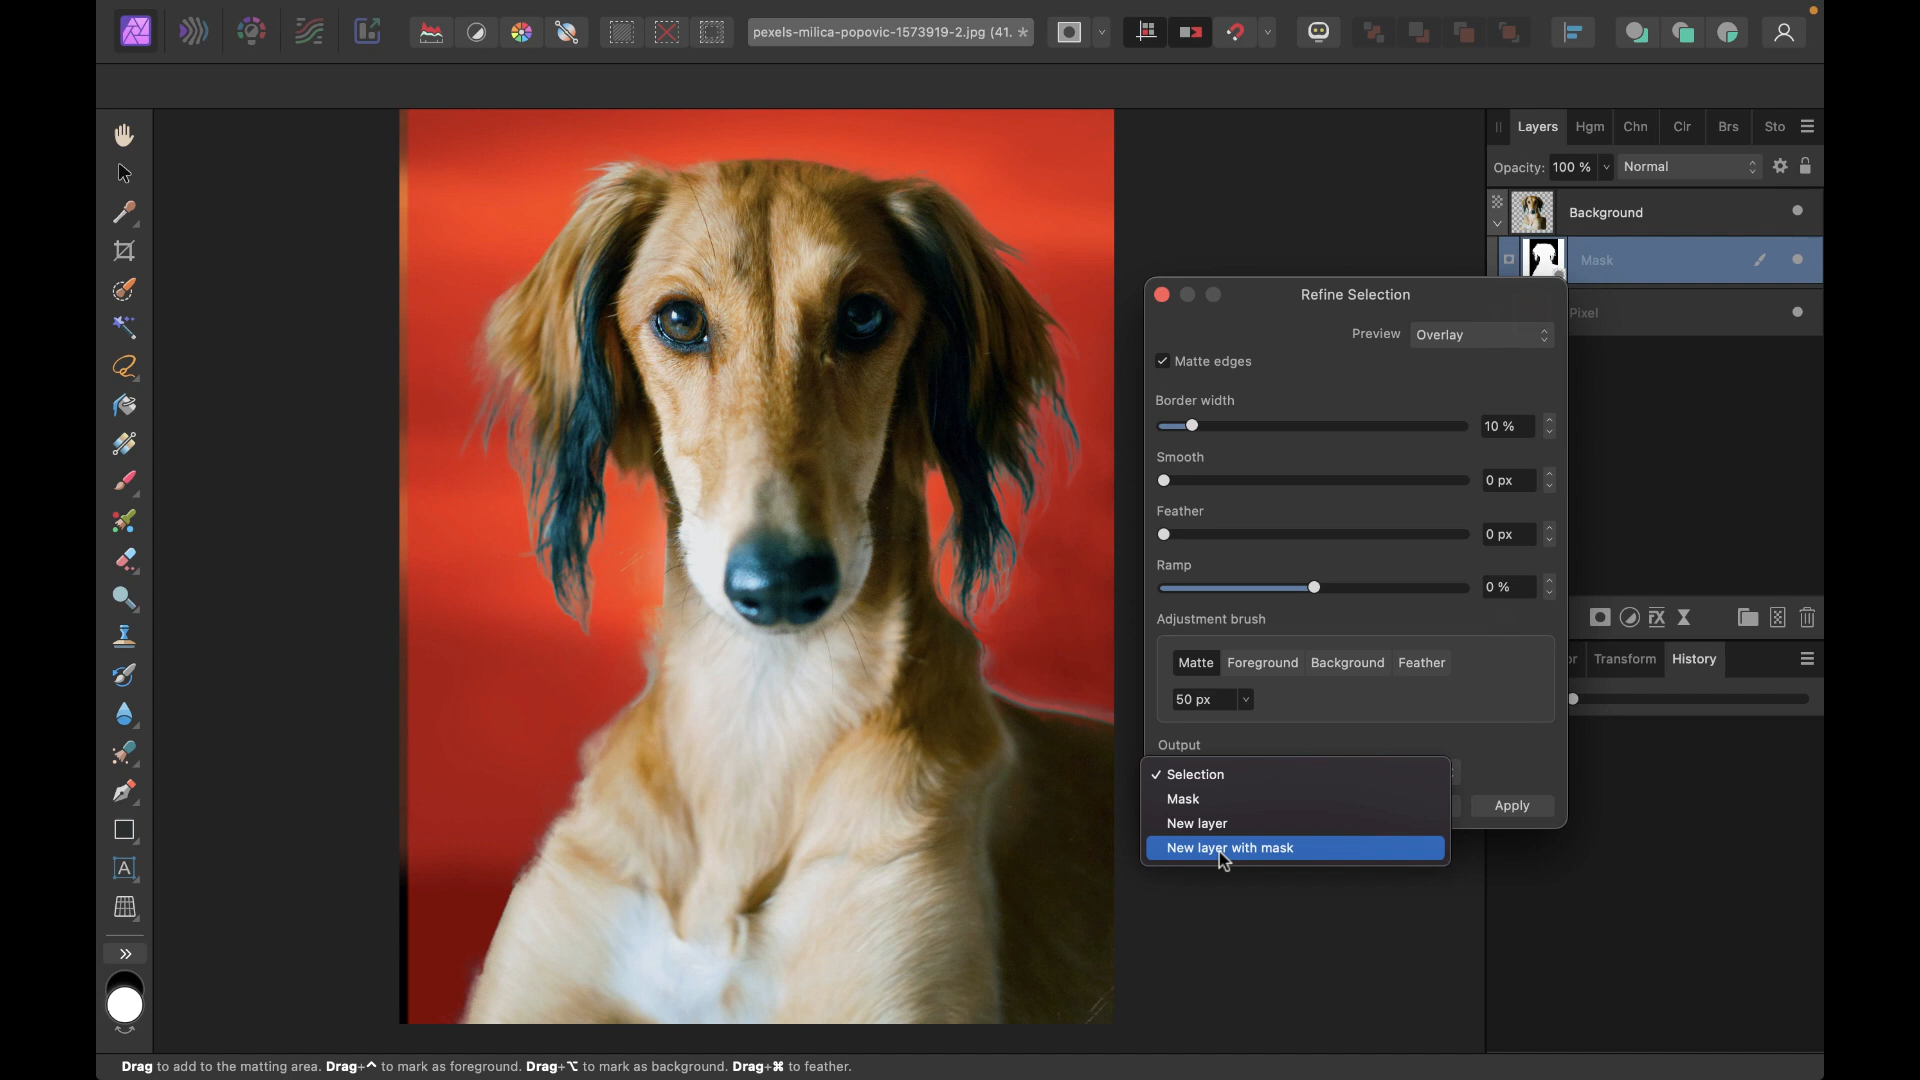 pexels-milica-popovic-1573919-2.jpg (41. *
Layers Hgm Chn Clr Brs Sto
Opacity: 100 % Normal
Background
Mask
Pixel
Refine Selection
Preview Overlay
Matte edges
Border width
10 %
Smooth
0 px
Feather
0 px
Ramp
0 %
Adjustment brush
Matte Foreground Background Feather
50 px
Output
Selection
Mask
New layer
New layer with mask
Apply
or Transform History
A
Drag to add to the matting area. Drag+⌃ to mark as foreground. Drag+⌥ to mark as background. Drag+⌘ to feather.